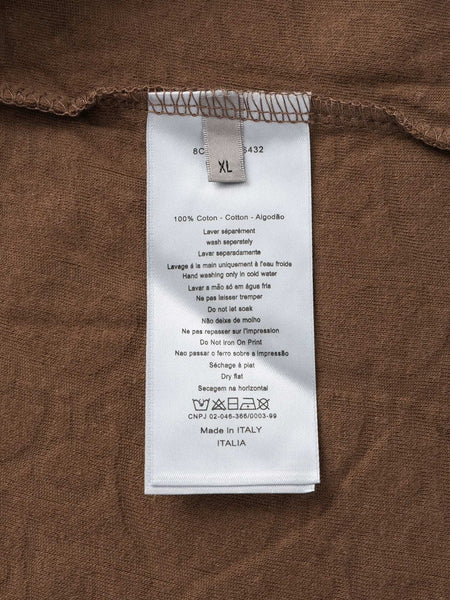 XL
100% Coton - Cotton - Algodão
Laver séparément
wash separately
Lavar separadamente
Lavage á la main uniquement à l'eau froide
Hand washing only in cold water
Lavar a mão só em água fria
Ne pas laisser tremper
Do not let soak
Não deixe de molho
Ne pas repasser sur l'impression
Do Not Iron On Print
Nao passar o ferro sobre a impressão
Séchage à plat
Dry flat
Secagem na horizontal
CNPJ 02-046-366/0003-99
Made in ITALY
ITALIA